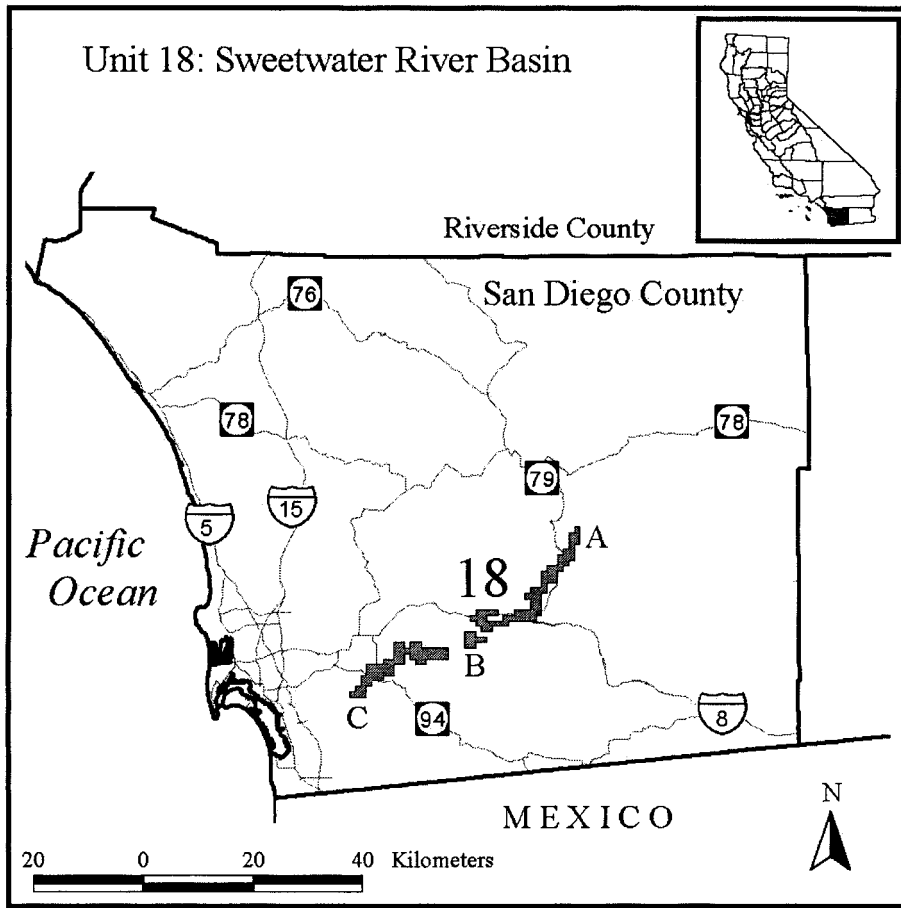 Unit 18: Sweetwater River Basin
Riverside County
San Diego County
76
78
78
79
5
15
Pacific
Ocean
A
18
B
C
94
8
MEXICO
N
20 0 20 40 Kilometers